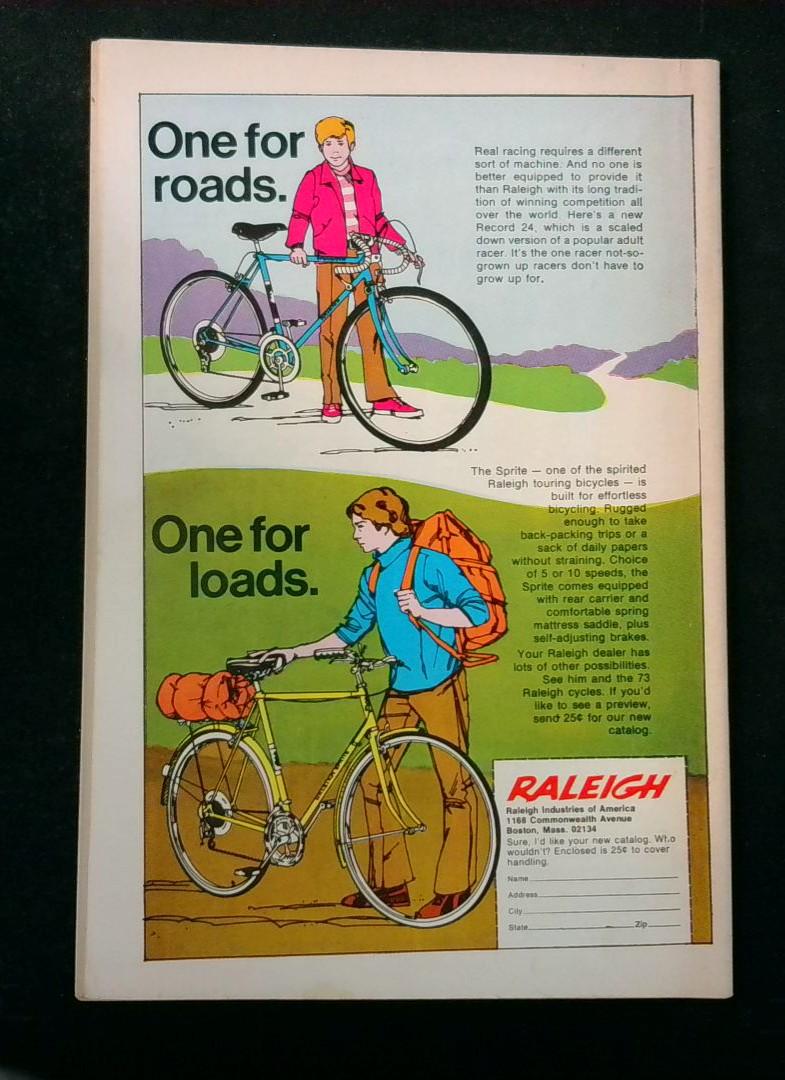 One for
roads.
Real racing requires a different
sort of machine. And no one is
better equipped to provide it
than Raleigh with its long tradi-
tion of winning competition all
over the world. Here's a new
Record 24, which is a scaled
down version of a popular adult
racer. It's the one racer not-so-
grown up racers don't have to
grow up for.
The Sprite — one of the spirited
Raleigh touring bicycles — is
built for effortless
bicycling. Rugged
enough to take
back-packing trips or a
sack of daily papers
without straining. Choice
of 5 or 10 speeds, the
Sprite comes equipped
with rear carrier and
comfortable spring
mattress saddle, plus
self-adjusting brakes.
Your Raleigh dealer has
lots of other possibilities.
See him and the 73
Raleigh cycles. If you'd
like to see a preview,
send 25¢ for our new
catalog.
One for
loads.
RALEIGH
Raleigh Industries of America
1168 Commonwealth Avenue
Boston, Mass. 02134
Sure, I'd like your new catalog. Who
wouldn't? Enclosed is 25¢ to cover
handling.
Name
Address
City
State Zip